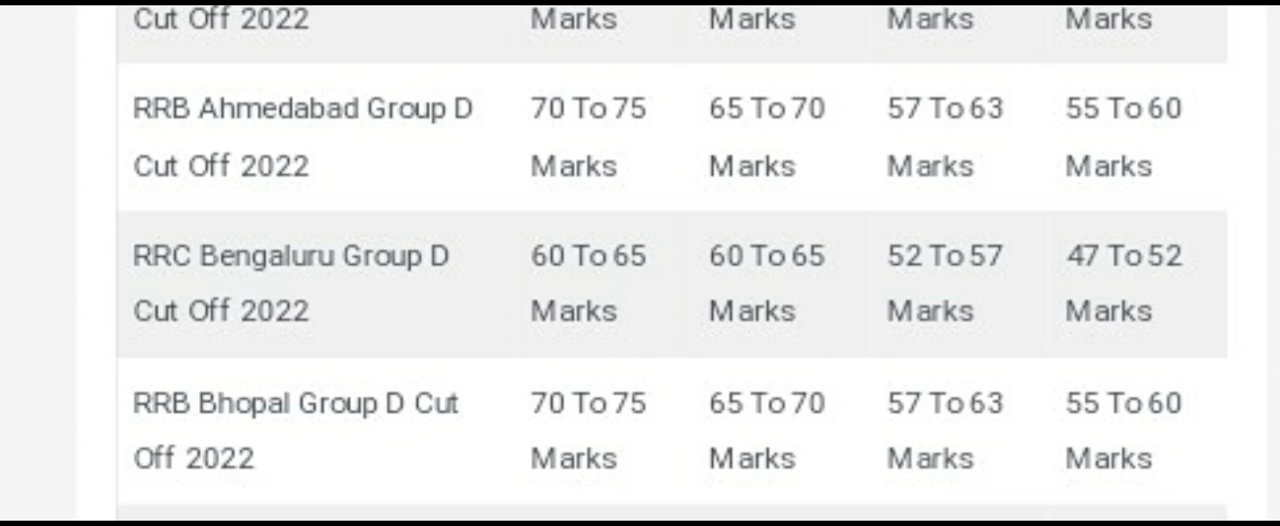 Cut Off 2022 Marks Marks Marks Marks
RRB Ahmedabad Group D 70 To 75 65 To 70 57 To 63 55 To 60
Cut Off 2022 Marks Marks Marks Marks
RRC Bengaluru Group D 60 To 65 60 To 65 52 To 57 47 To 52
Cut Off 2022 Marks Marks Marks Marks
RRB Bhopal Group D Cut 70 To 75 65 To 70 57 To 63 55 To 60
Off 2022 Marks Marks Marks Marks